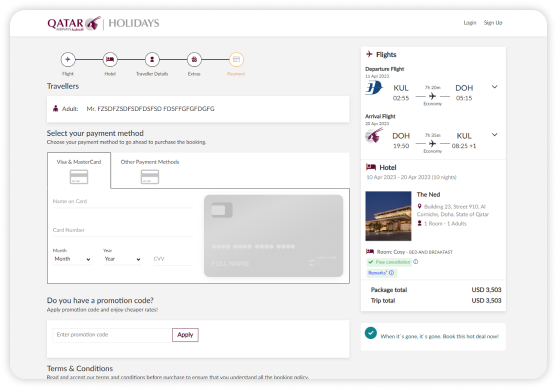 QATAR
AIRWAYS
HOLIDAYS
Login Sign Up
Flight Hotel Traveller Details Extras Payment
Travellers
Adult: Mr. FZSDFZSDFSDFDSFSD FDSFFGFGFDGFG
Select your payment method
Choose your payment method to go ahead to purchase the booking.
Visa & MasterCard Other Payment Methods
Name on Card
Card Number
Month Year
Month Year CVV
FULL NAME
Do you have a promotion code?
Apply promotion code and enjoy cheaper rates!
Enter promotion code Apply
Terms & Conditions
Read and accept our terms and conditions before purchase to ensure that you understand all the booking policy.
Flights
Departure Flight
11 Apr 2023
KUL 7h 20m DOH
02:55 Economy 05:15
Arrival Flight
20 Apr 2023
DOH 7h 35m KUL
19:50 Economy 08:25 +1
Hotel
10 Apr 2023 - 20 Apr 2023 (10 nights)
The Ned
Building 23, Street 910, Al
Corniche, Doha, State of Qatar
1 Room - 1 Adults
Room: Cosy - BED AND BREAKFAST
Free cancellation
Remarks*
Package total USD 3,503
Trip total USD 3,503
When it`s gone, it`s gone. Book this hot deal now!